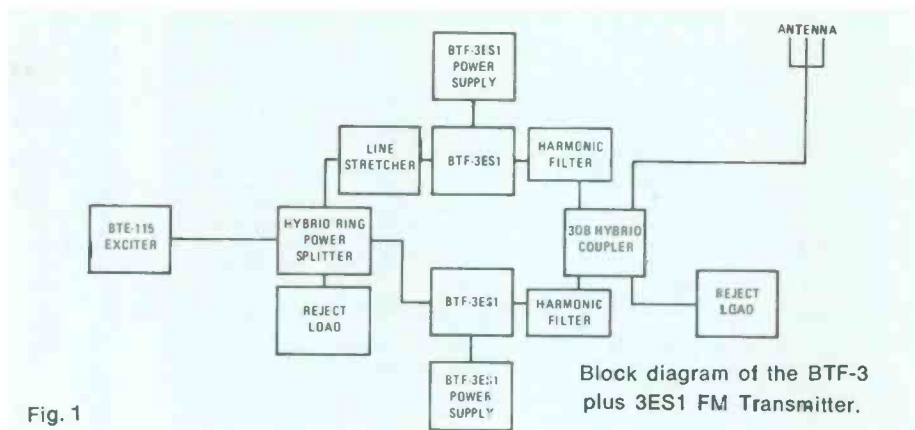 ANTENNA
BTF-3ES1
POWER
SUPPLY
LINE
STRETCHER
BTF-3ES1
HARMONIC
FILTER
BTE-115
EXCITER
HYBRID RING
POWER
SPLITTER
3DB HYBRID
COUPLER
REJECT
LOAD
BTF-3ES1
HARMONIC
FILTER
REJECT
LOAD
BTF-3ES1
POWER
SUPPLY
Block diagram of the BTF-3
plus 3ES1 FM Transmitter.
Fig. 1